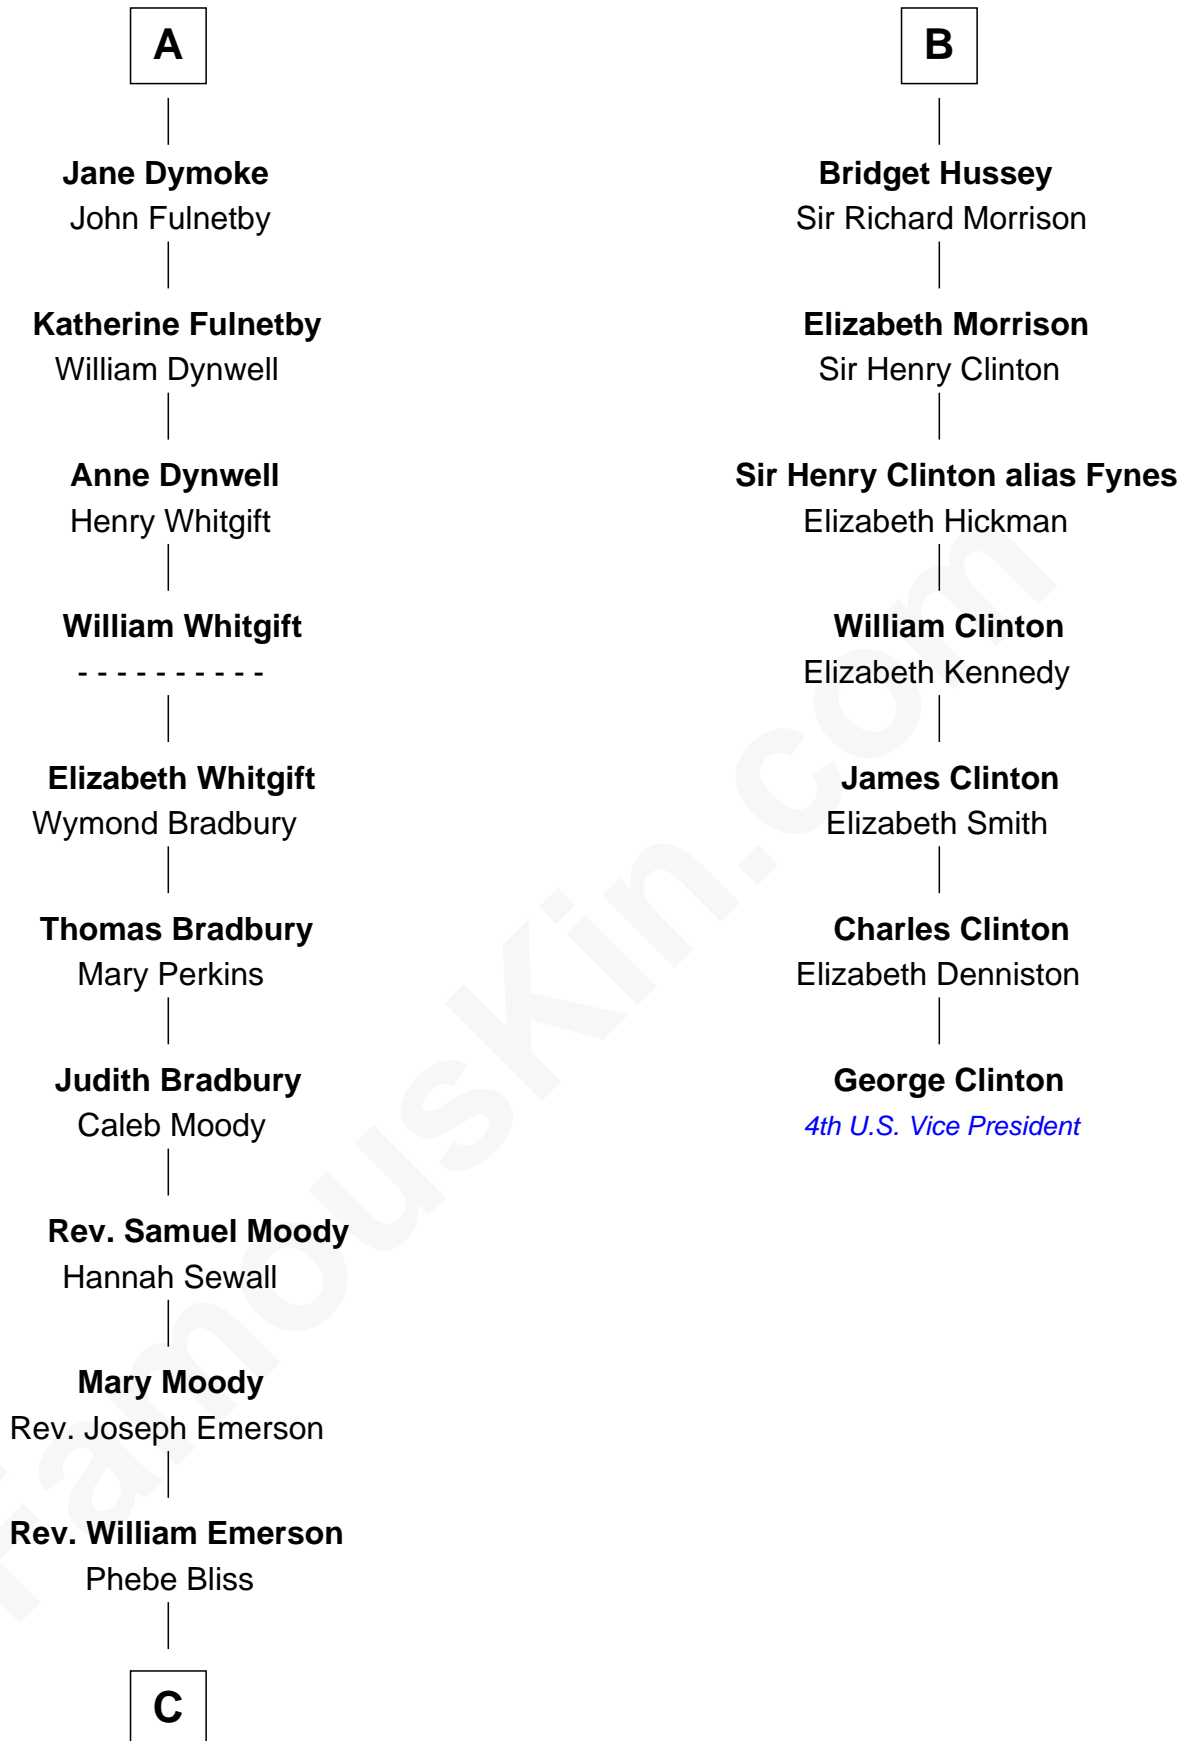 A
Jane Dymoke
John Fulnetby
Katherine Fulnetby
William Dynwell
Anne Dynwell
Henry Whitgift
William Whitgift
- - - - - - - - - -
Elizabeth Whitgift
Wymond Bradbury
Thomas Bradbury
Mary Perkins
Judith Bradbury
Caleb Moody
Rev. Samuel Moody
Hannah Sewall
Mary Moody
Rev. Joseph Emerson
Rev. William Emerson
Phebe Bliss
C
B
Bridget Hussey
Sir Richard Morrison
Elizabeth Morrison
Sir Henry Clinton
Sir Henry Clinton alias Fynes
Elizabeth Hickman
William Clinton
Elizabeth Kennedy
James Clinton
Elizabeth Smith
Charles Clinton
Elizabeth Denniston
George Clinton
4th U.S. Vice President
FamousKin.com